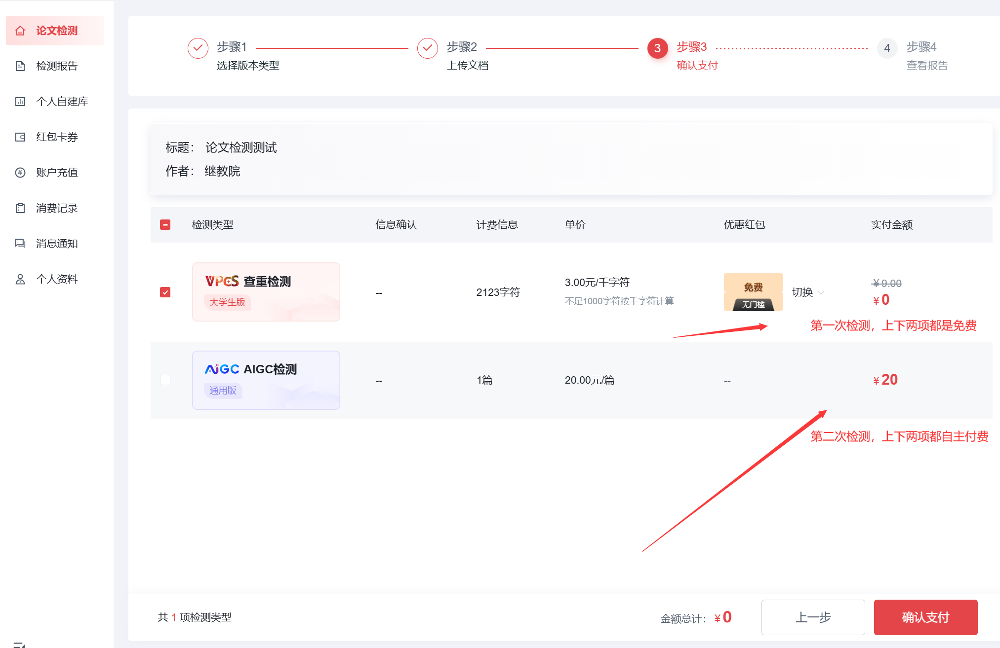 论文检测
检测报告
个人自建库
红包卡券
账户充值
消费记录
消息通知
个人资料
步骤1
选择版本类型
步骤2
上传文档
3
步骤3
确认支付
4
步骤4
查看报告
标题： 论文检测测试
作者： 继教院
检测类型 信息确认 计费信息 单价 优惠红包 实付金额
VPCS 查重检测
大学生版
--
2123字符
3.00元/千字符
不足1000字符按千字符计算
免费
无门槛
切换
¥9.00
¥0
第一次检测，上下两项都是免费
AiGC AIGC检测
通用版
--
1篇
20.00元/篇
--
¥20
第二次检测，上下两项都自主付费
共 1 项检测类型
金额总计： ¥0
上一步
确认支付